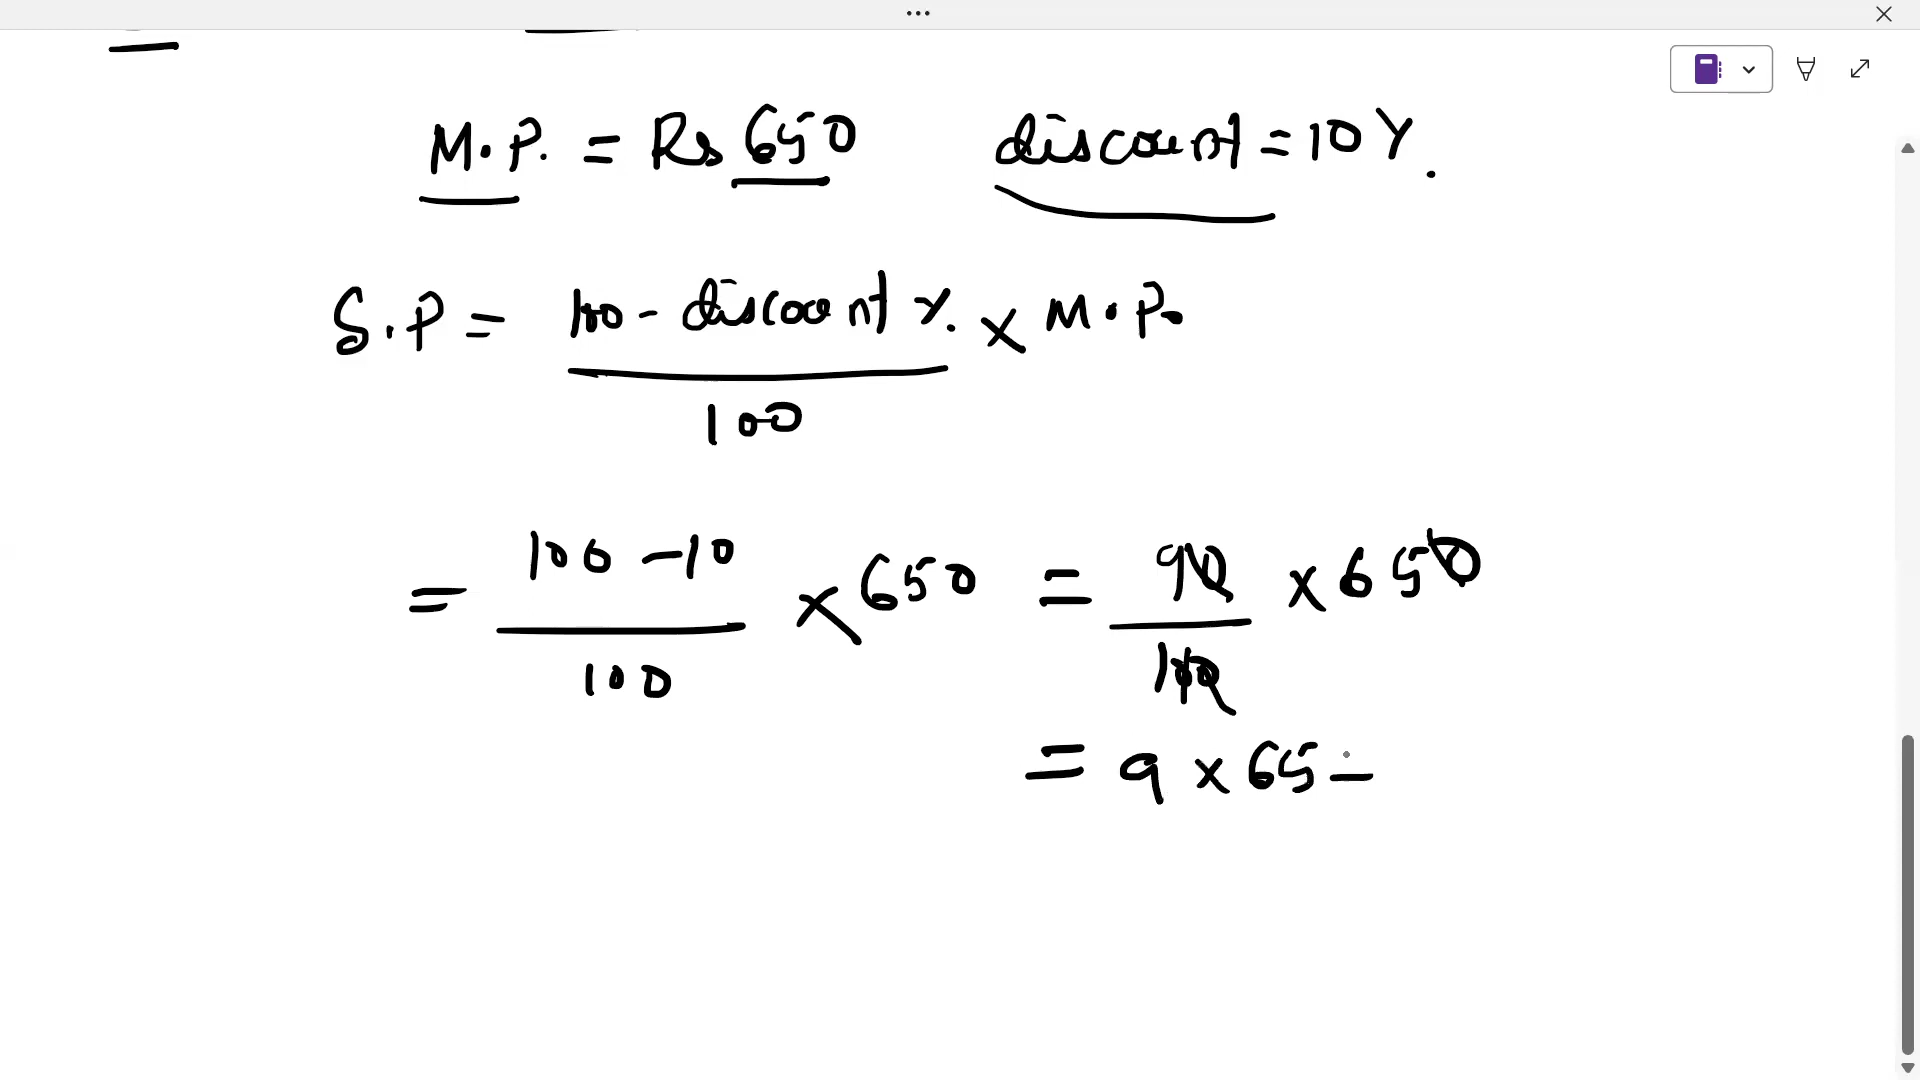 M.P. = Rs 650 discount = 10%.
S.P = 100 - discount %. x M.P.
100
= 100 - 10 x 650 = 90 x 650
100 100
= 9 x 65 -